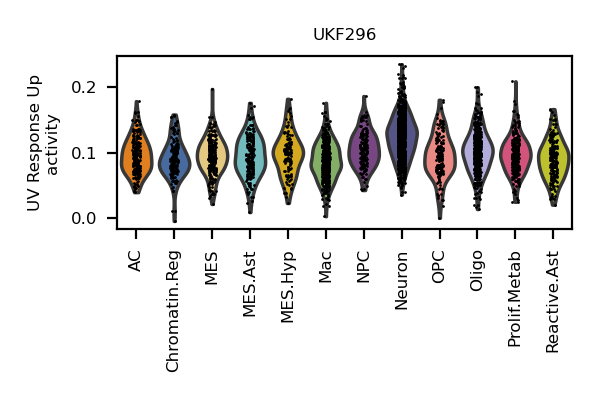 UKF296
UV Response Up
activity
0.2
0.1
0.0
AC
Chromatin.Reg
MES
MES.Ast
MES.Hyp
Mac
NPC
Neuron
OPC
Oligo
Prolif.Metab
Reactive.Ast